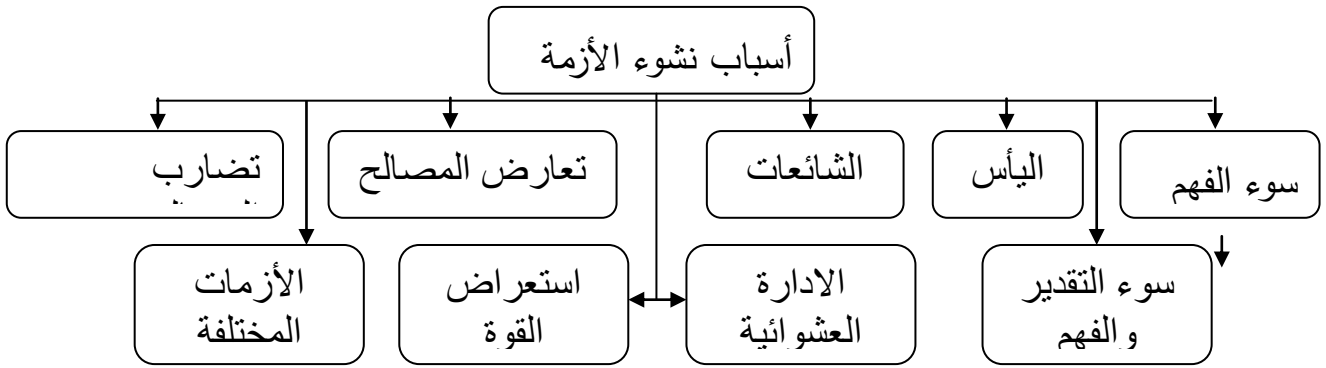 أسباب نشوء الأزمة
سوء الفهم
اليأس
الشائعات
تعارض المصالح
تضارب
سوء التقدير
والفهم
الادارة
العشوائية
استعراض
القوة
الأزمات
المختلفة